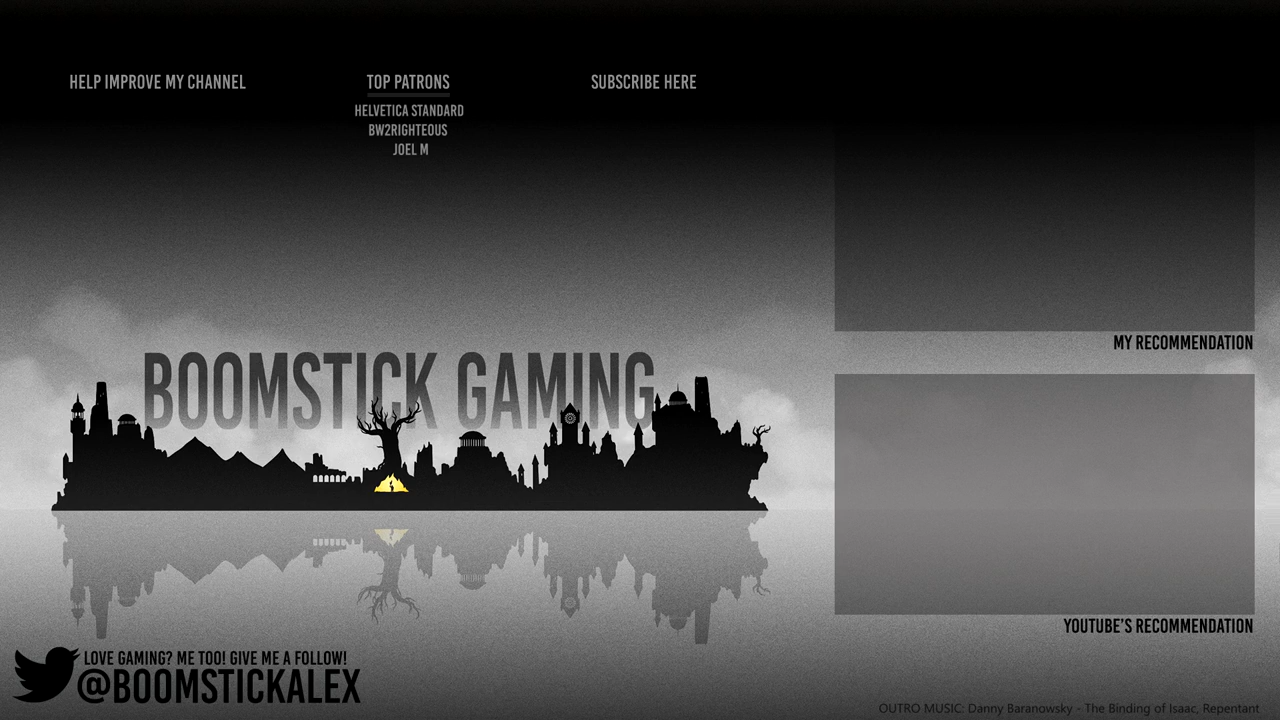 HELP IMPROVE MY CHANNEL
TOP PATRONS
HELVETICA STANDARD
BW2RIGHTEOUS
JOEL M
SUBSCRIBE HERE
MY RECOMMENDATION
BOOMSTICK GAMING
YOUTUBE'S RECOMMENDATION
LOVE GAMING? ME TOO! GIVE ME A FOLLOW!
@BOOMSTICKALEX
OUTRO MUSIC: Danny Baranowsky - The Binding of Isaac, Repentant